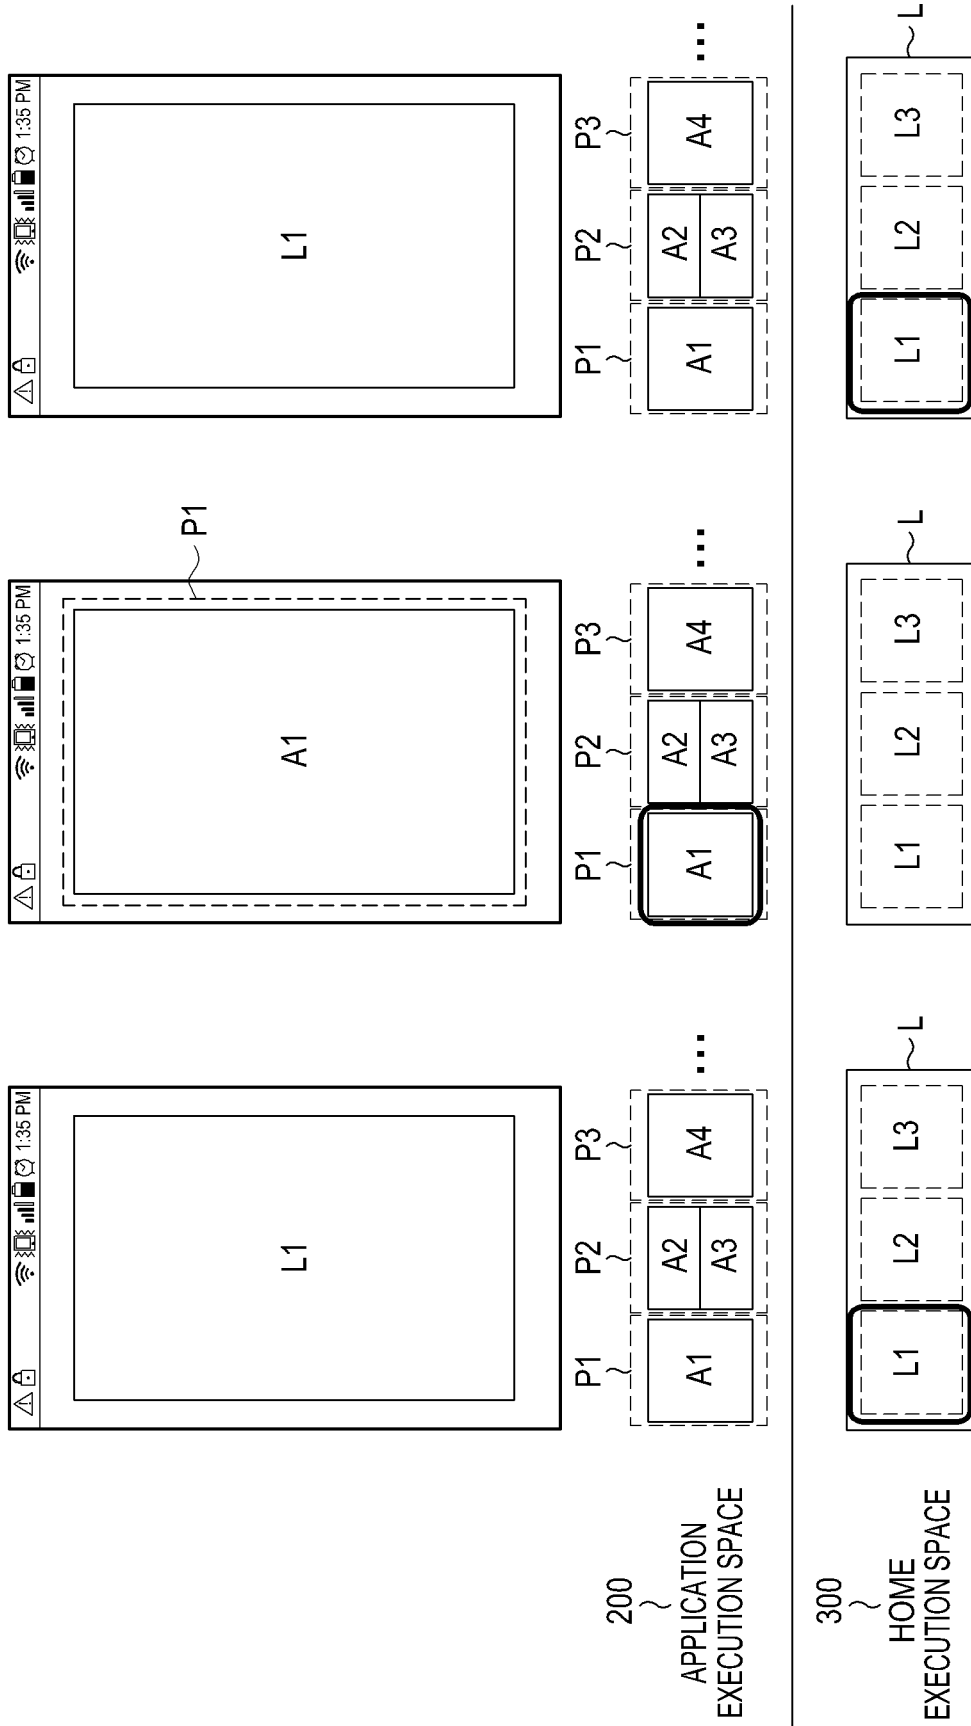 1:35 PM
L1
1:35 PM
A1
P1
1:35 PM
L1
200
APPLICATION
EXECUTION SPACE
P1 P2 P3
A1 A2 A3 A4 ...
P1 P2 P3
A1 A2 A3 A4 ...
P1 P2 P3
A1 A2 A3 A4 ...
300
HOME
EXECUTION SPACE
L1 L2 L3 L
L1 L2 L3 L
L1 L2 L3 L